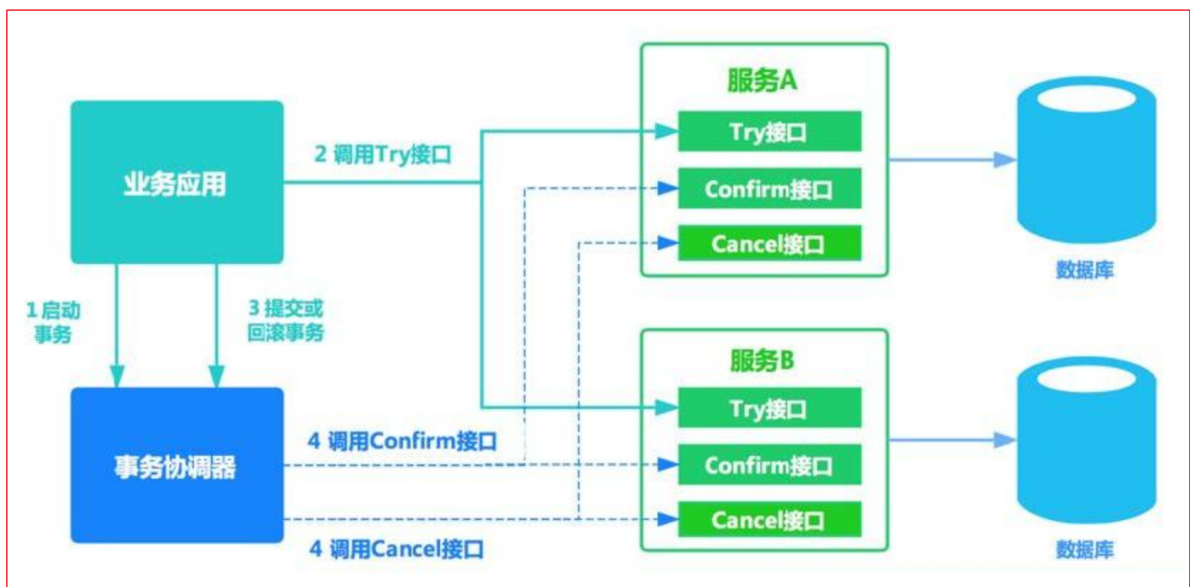 业务应用
1 启动
事务
3 提交或
回滚事务
事务协调器
2 调用Try接口
4 调用Confirm接口
4 调用Cancel接口
服务A
Try接口
Confirm接口
Cancel接口
数据库
服务B
Try接口
Confirm接口
Cancel接口
数据库